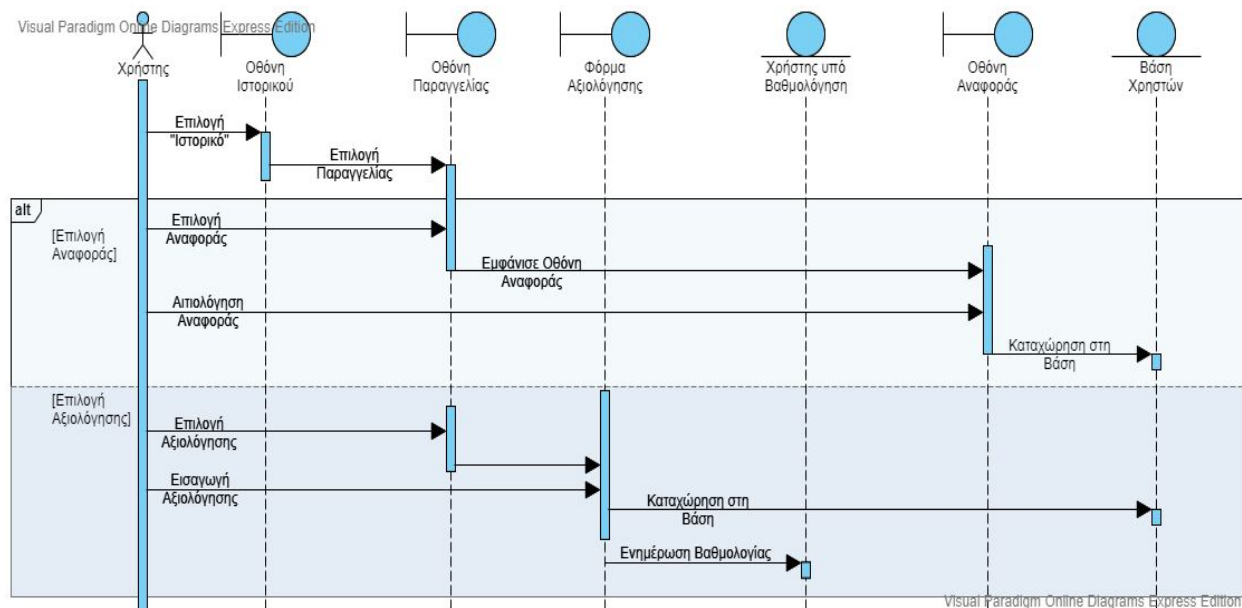 Visual Paradigm Online Diagrams Express Edition
Χρήστης
Οθόνη
Ιστορικού
Οθόνη
Παραγγελίας
Φόρμα
Αξιολόγησης
Χρήστης υπό
Βαθμολόγηση
Οθόνη
Αναφοράς
Βάση
Χρηστών
Επιλογή
"Ιστορικό"
Επιλογή
Παραγγελίας
alt
[Επιλογή
Αναφοράς]
Επιλογή
Αναφοράς
Εμφάνισε Οθόνη
Αναφοράς
Αιτιολόγηση
Αναφοράς
Καταχώρηση στη
Βάση
[Επιλογή
Αξιολόγησης]
Επιλογή
Αξιολόγησης
Εισαγωγή
Αξιολόγησης
Καταχώρηση στη
Βάση
Ενημέρωση Βαθμολογίας
Visual Paradigm Online Diagrams Express Edition